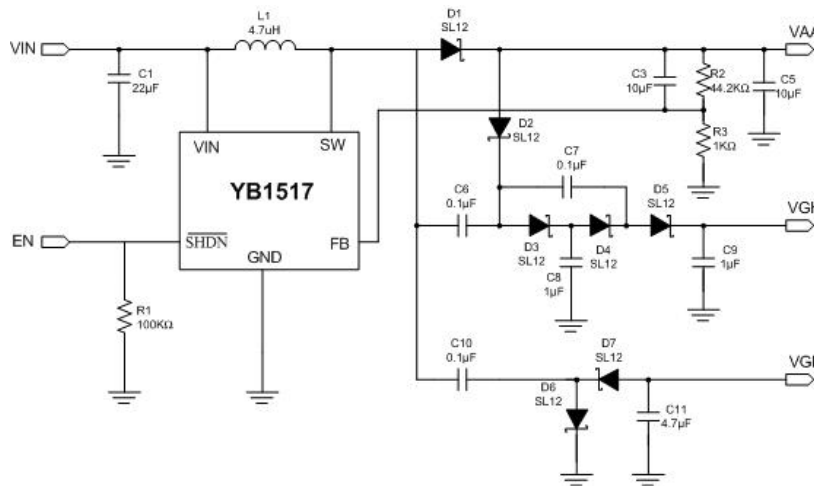 L1
4.7uH
D1
SL12
VIN
VAA
C1
22µF
C3
10µF
R2
44.2KΩ
C5
10µF
D2
SL12
R3
1KΩ
VIN
SW
YB1517
C7
0.1µF
C6
0.1µF
D5
SL12
VGH
EN
SHDN
FB
GND
D3
SL12
D4
SL12
C8
1µF
C9
1µF
R1
100KΩ
C10
0.1µF
D7
SL12
D6
SL12
C11
4.7µF